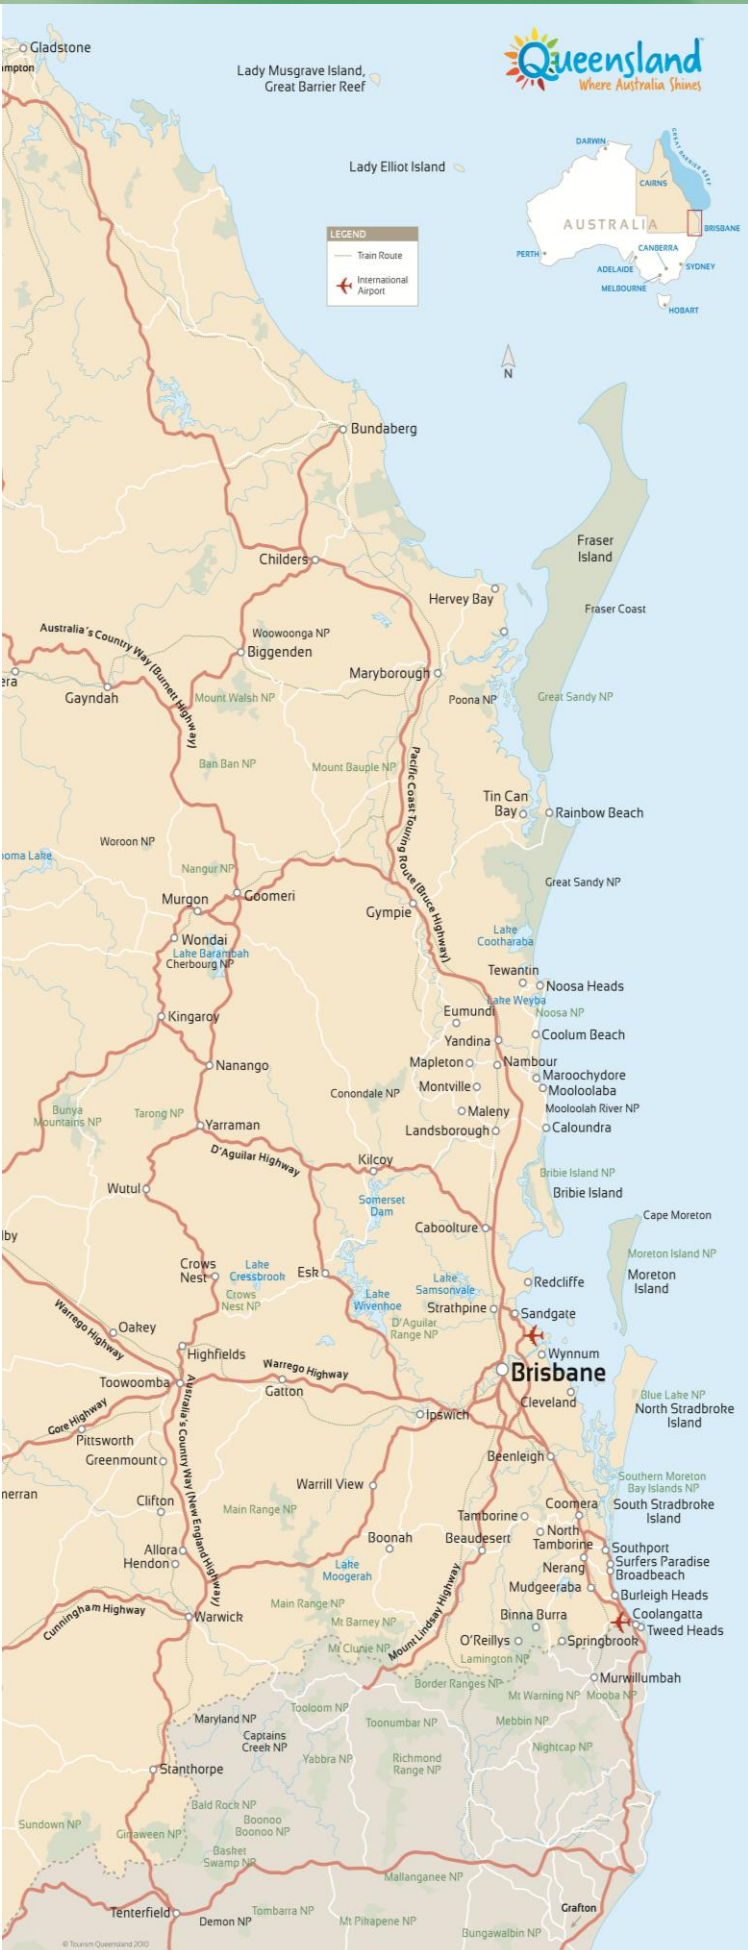 Gladstone
mpton
Lady Musgrave Island,
Great Barrier Reef
Queensland
Where Australia Shines
Lady Elliot Island
DARWIN
GREAT BARRIER REEF
CAIRNS
AUSTRALIA
BRISBANE
CANBERRA
PERTH
ADELAIDE
SYDNEY
MELBOURNE
HOBART
LEGEND
Train Route
International
Airport
N
Bundaberg
Fraser
Island
Childers
Hervey Bay
Fraser Coast
Australia's Country Way (Burnett Highway)
Woowoonga NP
Biggenden
Maryborough
era
Gayndah
Mount Walsh NP
Poona NP
Great Sandy NP
Ban Ban NP
Mount Bauple NP
Pacific Coast Touring Route (Bruce Highway)
Tin Can
Bay
Rainbow Beach
Woroon NP
ooma Lake
Nangur NP
Great Sandy NP
Murgon
Goomeri
Gympie
Wondai
Lake Barambah
Cherbourg NP
Lake
Cootharaba
Tewantin
Noosa Heads
Lake Weyba
Noosa NP
Kingaroy
Eumundi
Coolum Beach
Yandina
Nanango
Mapleton
Nambour
Maroochydore
Montville
Mooloolaba
Conondale NP
Mooloolah River NP
Bunya
Mountains NP
Tarong NP
Maleny
Yarraman
Landsborough
Caloundra
D'Aguilar Highway
Kilcoy
Bribie Island NP
Wutul
Somerset
Dam
Bribie Island
Cape Moreton
lby
Caboolture
Moreton Island NP
Crows
Nest
Lake
Cressbrook
Esk
Lake
Samsonvale
Redcliffe
Moreton
Island
Crows
Nest NP
Lake
Wivenhoe
Strathpine
Sandgate
Warrego Highway
Oakey
D'Aguilar
Range NP
Highfields
Wynnum
Warrego Highway
Brisbane
Toowoomba
Gatton
Cleveland
Blue Lake NP
North Stradbroke
Island
Gore Highway
Ipswich
Pittsworth
Australia's Country Way (New England Highway)
Greenmount
Beenleigh
Southern Moreton
Bay Islands NP
Warrill View
merran
Clifton
Main Range NP
Coomera
South Stradbroke
Island
Tamborine
Boonah
Beaudesert
North
Tamborine
Allora
Southport
Hendon
Lake
Moogerah
Nerang
Surfers Paradise
Broadbeach
Mudgeeraba
Burleigh Heads
Cunningham Highway
Main Range NP
Mount Lindsay Highway
Warwick
Mt Barney NP
Binna Burra
Coolangatta
Tweed Heads
Mt Clunie NP
O'Reillys
Springbrook
Lamington NP
Border Ranges NP
Murwillumbah
Mt Warning NP
Mooba NP
Tooloom NP
Maryland NP
Toonumbar NP
Mebbin NP
Captains
Creek NP
Yabbra NP
Richmond
Range NP
Nightcap NP
Stanthorpe
Bald Rock NP
Boonoo
Boonoo NP
Sundown NP
Girraween NP
Basket
Swamp NP
Mallanganee NP
Tenterfield
Demon NP
Tombarra NP
Mt Pikapene NP
Grafton
Bungawalbin NP
© Tourism Queensland 2010